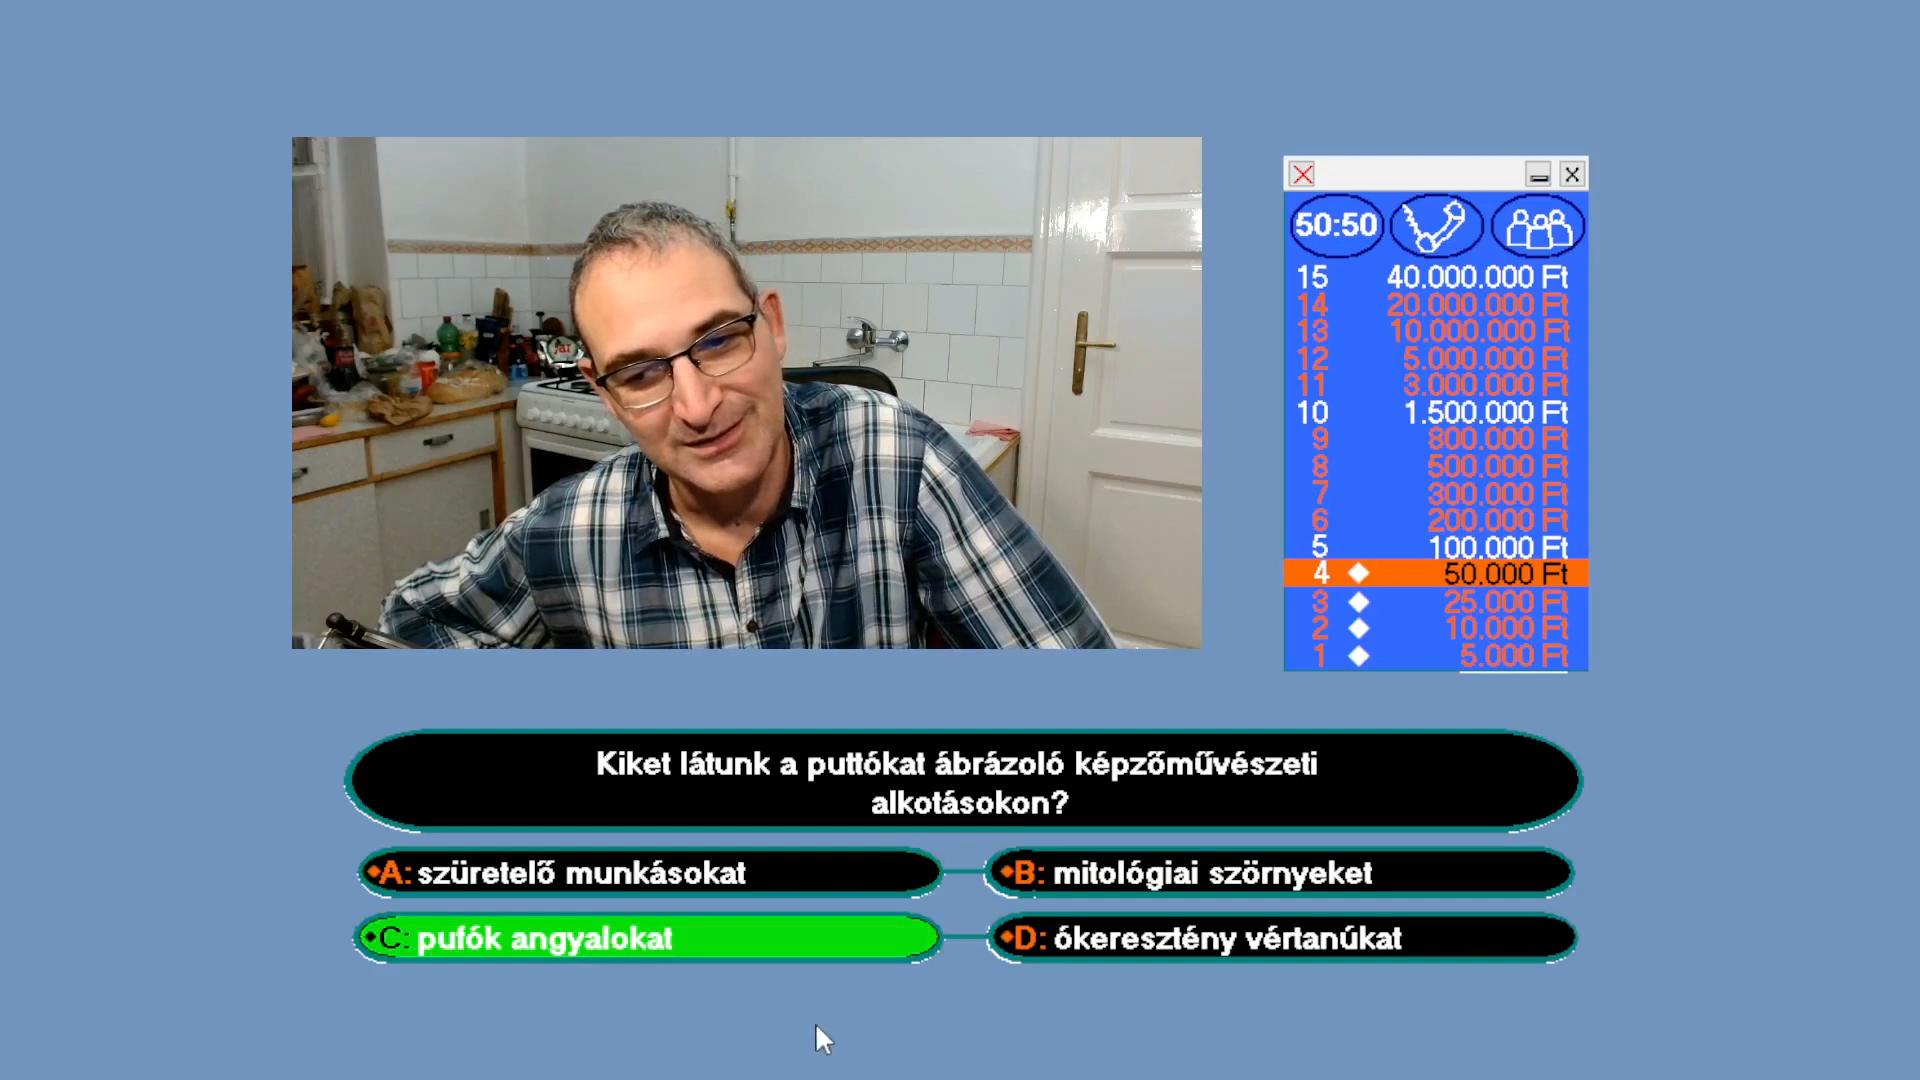 50:50
15 40.000.000 Ft
14 20.000.000 Ft
13 10.000.000 Ft
12 5.000.000 Ft
11 3.000.000 Ft
10 1.500.000 Ft
9 800.000 Ft
8 500.000 Ft
7 300.000 Ft
6 200.000 Ft
5 100.000 Ft
4 50.000 Ft
3 25.000 Ft
2 10.000 Ft
1 5.000 Ft
Kiket látunk a puttókat ábrázoló képzőművészeti
alkotásokon?
A: szüretelő munkásokat
B: mitológiai szörnyeket
C: pufók angyalokat
D: ókeresztény vértanúkat